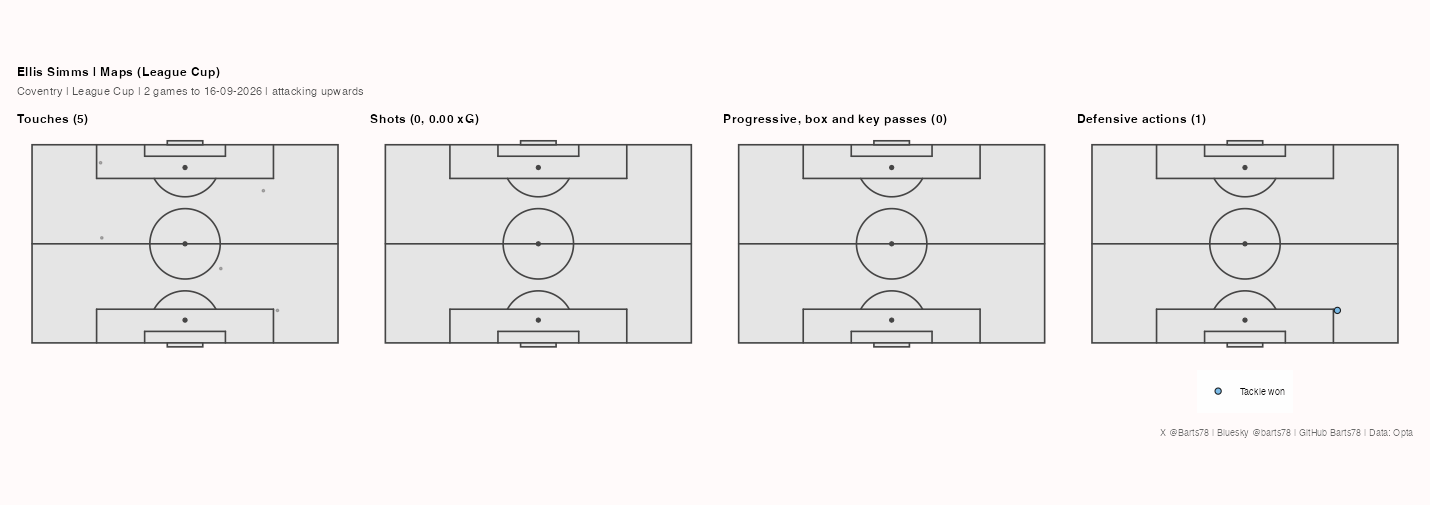 Ellis Simms | Maps (League Cup)
Coventry | League Cup | 2 games to 16-09-2026 | attacking upwards
Touches (5)
Shots (0, 0.00 xG)
Progressive, box and key passes (0)
Defensive actions (1)
Tackle won
X @Barts78 | Bluesky @barts78 | GitHub Barts78 | Data: Opta